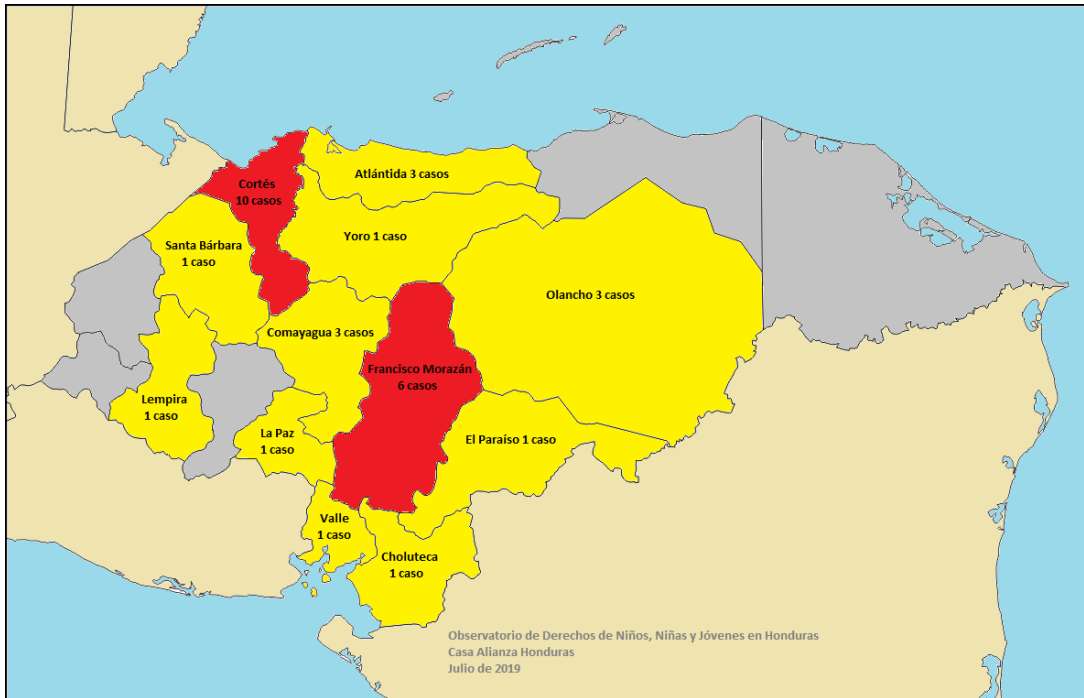 Atlántida 3 casos
Cortés
10 casos
Yoro 1 caso
Santa Bárbara
1 caso
Olancho 3 casos
Comayagua 3 casos
Francisco Morazán
6 casos
Lempira
1 caso
La Paz
1 caso
El Paraíso 1 caso
Valle
1 caso
Choluteca
1 caso
Observatorio de Derechos de Niños, Niñas y Jóvenes en Honduras
Casa Alianza Honduras
Julio de 2019